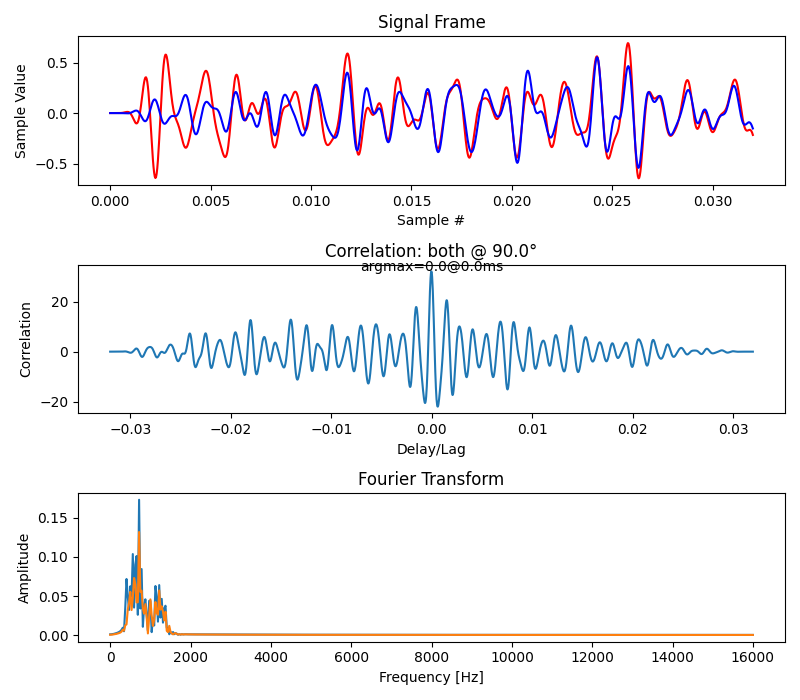 Signal Frame
Sample Value
0.5
0.0
−0.5
0.000 0.005 0.010 0.015 0.020 0.025 0.030
Sample #
Correlation: both @ 90.0°
argmax=0.0@0.0ms
Correlation
20
0
−20
−0.03 −0.02 −0.01 0.00 0.01 0.02 0.03
Delay/Lag
Fourier Transform
Amplitude
0.15
0.10
0.05
0.00
0 2000 4000 6000 8000 10000 12000 14000 16000
Frequency [Hz]